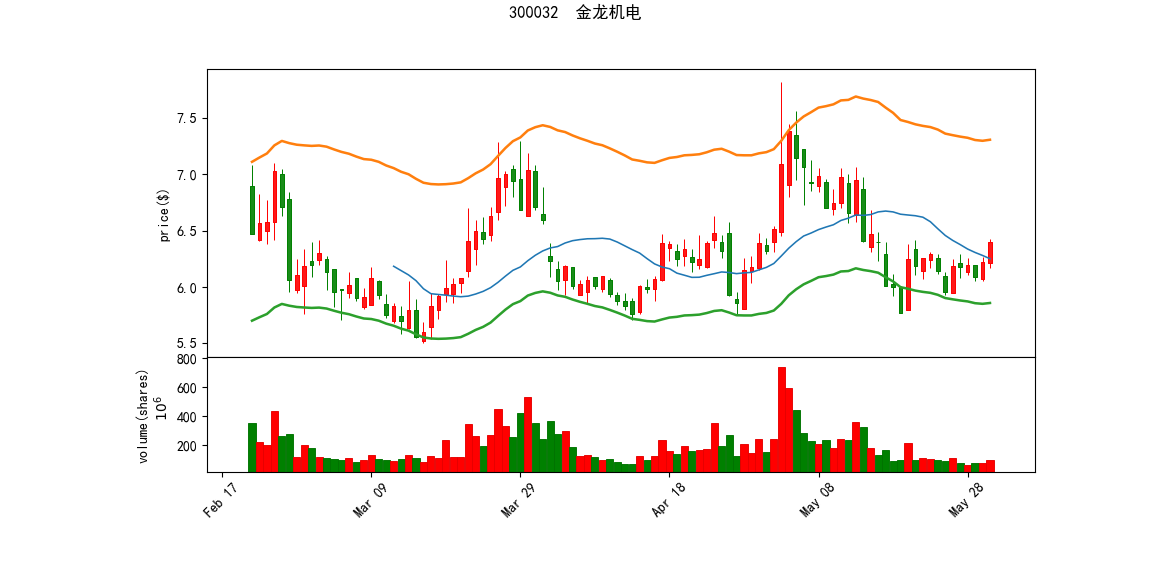 300032 金龙机电
price($)
7.5
7.0
6.5
6.0
5.5
volume(shares)
10^6
800
600
400
200
Feb 17
Mar 09
Mar 29
Apr 18
May 08
May 28